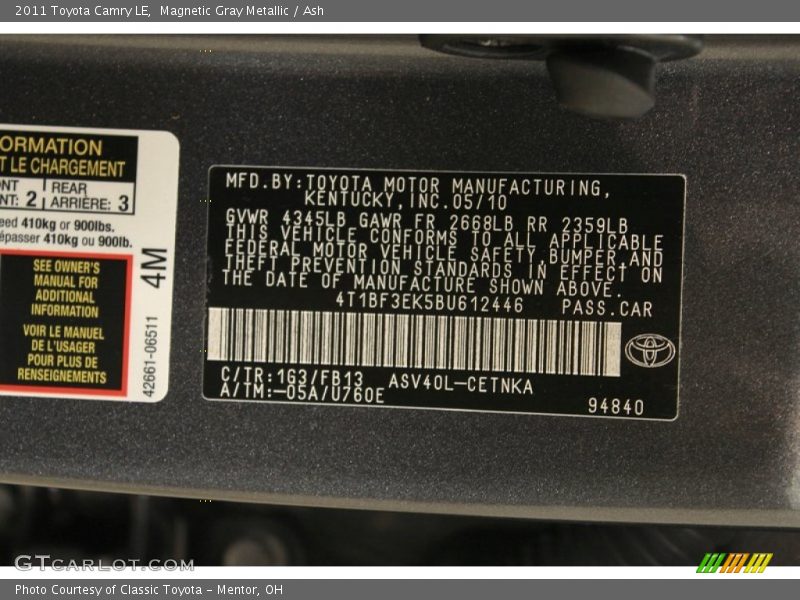 2011 Toyota Camry LE,  Magnetic Gray Metallic / Ash
ORMATION
T LE CHARGEMENT
NT REAR
NT: 2 ARRIÈRE: 3
eed 410kg or 900lbs.
épasser 410kg ou 900lb.
SEE OWNER'S
MANUAL FOR
ADDITIONAL
INFORMATION
VOIR LE MANUEL
DE L'USAGER
POUR PLUS DE
RENSEIGNEMENTS
4M
42661-06511
MFD.BY:TOYOTA MOTOR MANUFACTURING,
KENTUCKY,INC.05/10
GVWR 4345LB GAWR FR 2668LB RR 2359LB
THIS VEHICLE CONFORMS TO ALL APPLICABLE
FEDERAL MOTOR VEHICLE SAFETY,BUMPER,AND
THEFT PREVENTION STANDARDS IN EFFECT ON
THE DATE OF MANUFACTURE SHOWN ABOVE.
4T1BF3EK5BU612446 PASS.CAR
C/TR:1G3/FB13 ASV40L-CETNKA
A/TM:-05A/U760E
94840
GTCARLOT.COM
Photo Courtesy of Classic Toyota - Mentor, OH